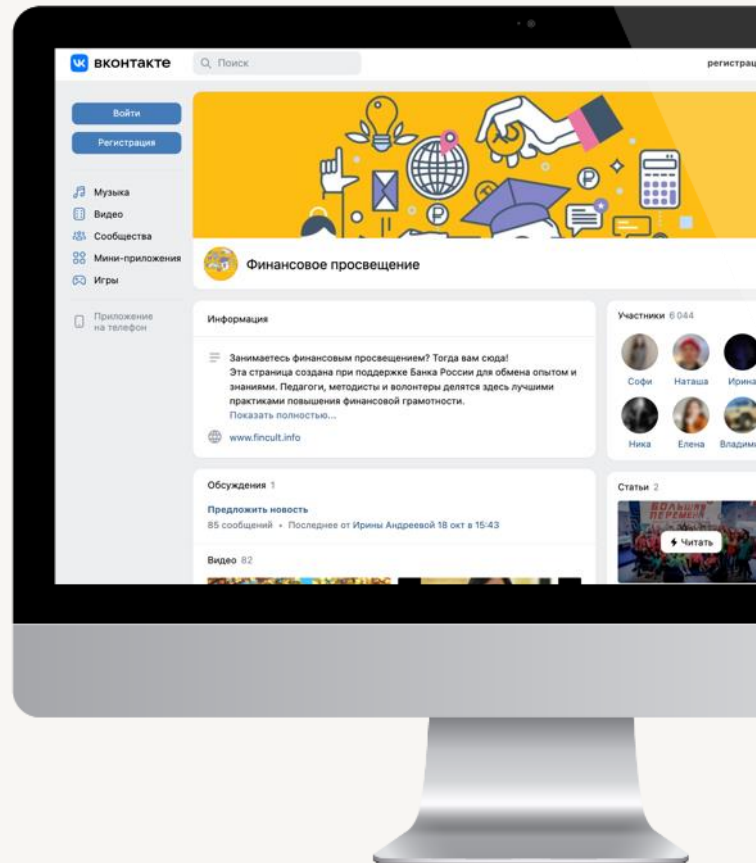 вконтакте
Поиск
регистрац
Войти
Регистрация
Музыка
Видео
Сообщества
Мини-приложения
Игры
Приложение
на телефон
Финансовое просвещение
Информация
Занимаетесь финансовым просвещением? Тогда вам сюда!
Эта страница создана при поддержке Банка России для обмена опытом и
знаниями. Педагоги, методисты и волонтеры делятся здесь лучшими
практиками повышения финансовой грамотности.
Показать полностью...
www.fincult.info
Обсуждения 1
Предложить новость
85 сообщений • Последнее от Ирины Андреевой 18 окт в 15:43
Видео 82
Участники 6 044
Софи Наташа Ирина
Ника Елена Владими
Статьи 2
БОЛЬШАЯ
ПЕРЕМЕНА
Читать